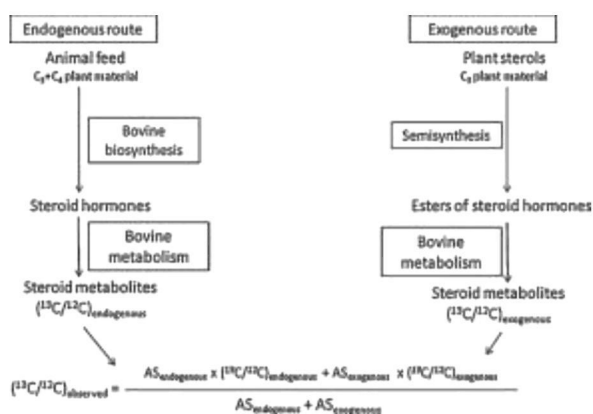 Endogenous route
Animal feed
C₃+C₄ plant material
Bovine
biosynthesis
Steroid hormones
Bovine
metabolism
Steroid metabolites
(¹³C/¹²C)endogenous
Exogenous route
Plant sterols
C₃ plant material
Semisynthesis
Esters of steroid hormones
Bovine
metabolism
Steroid metabolites
(¹³C/¹²C)exogenous
(¹³C/¹²C)observed =
ASendogenous x (¹³C/¹²C)endogenous + ASexogenous x (¹³C/¹²C)exogenous
ASendogenous + ASexogenous